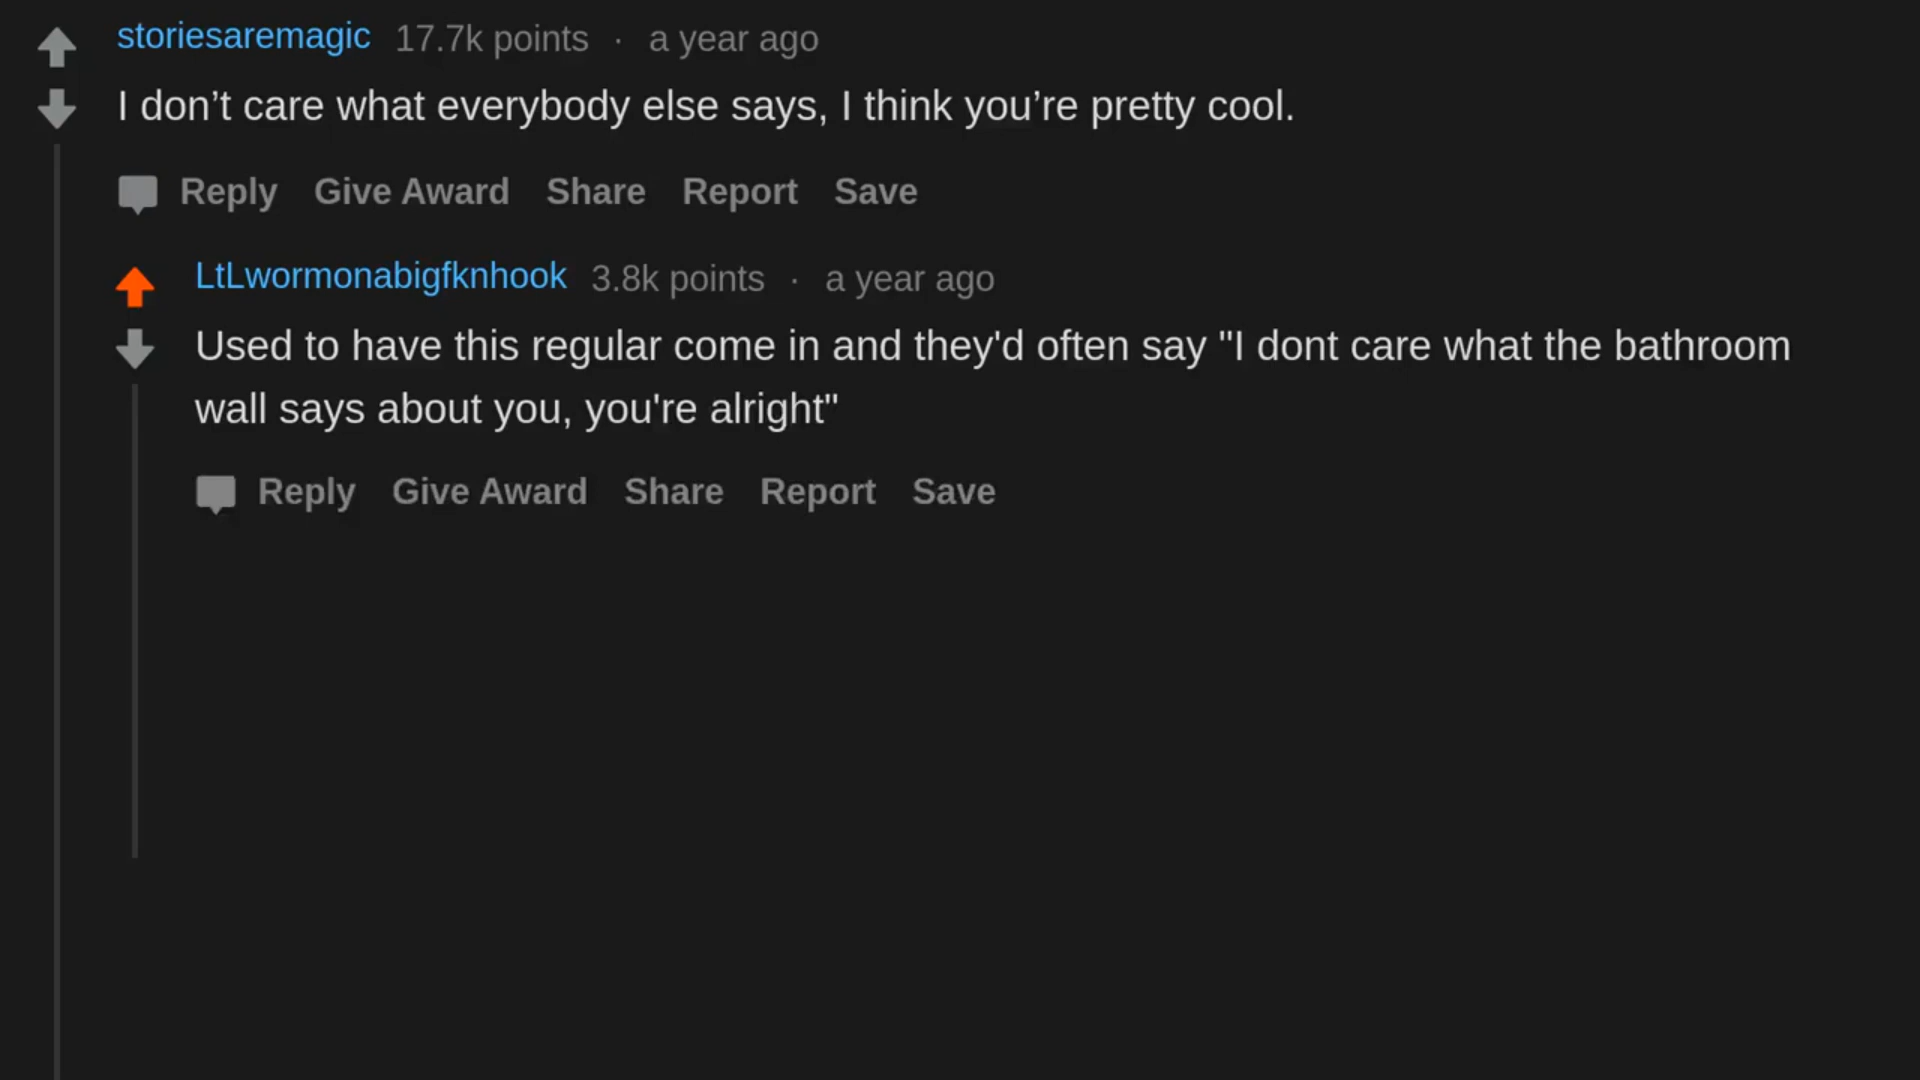 storiesaremagic 17.7k points · a year ago
I don’t care what everybody else says, I think you’re pretty cool.
Reply Give Award Share Report Save
LtLwormonabigfknhook 3.8k points · a year ago
Used to have this regular come in and they'd often say "I dont care what the bathroom
wall says about you, you're alright"
Reply Give Award Share Report Save